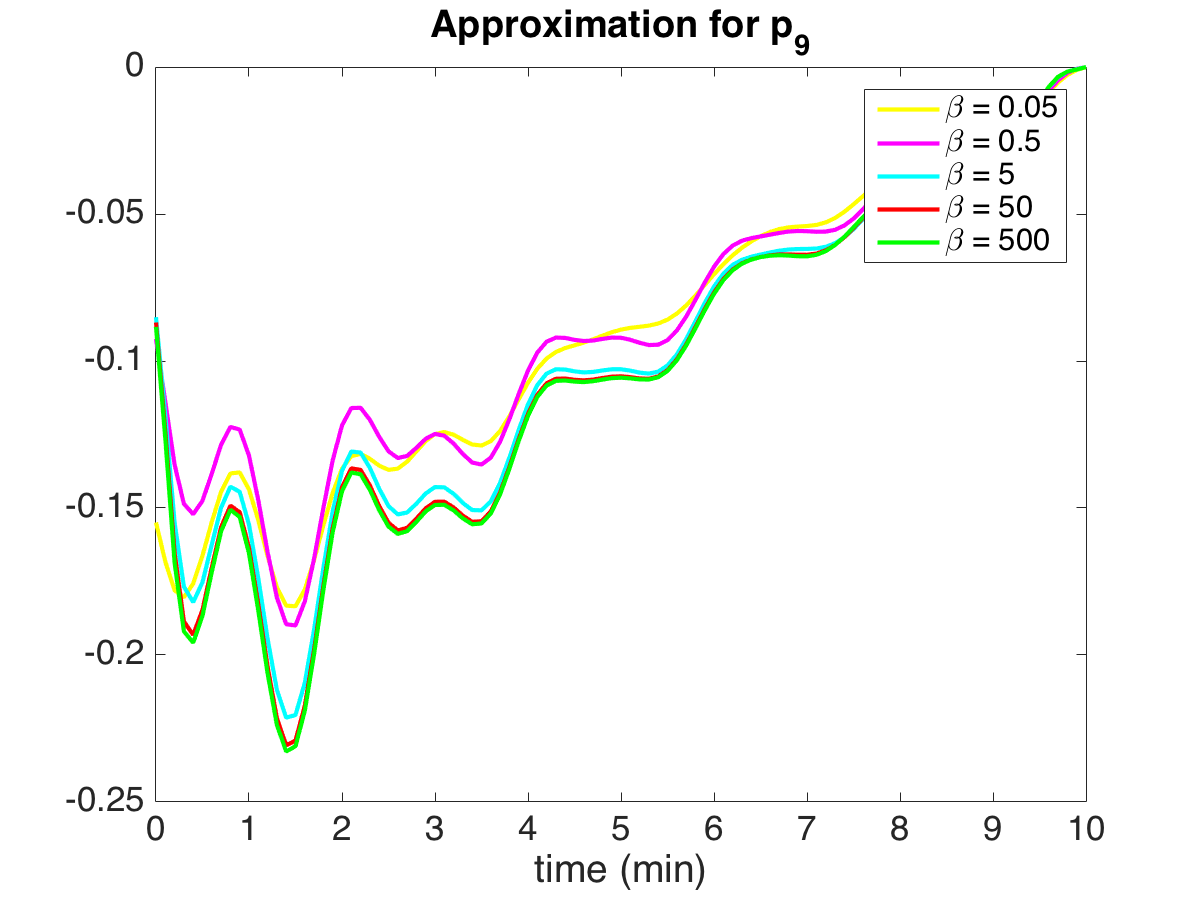 Approximation for p₉
0
-0.05
-0.1
-0.15
-0.2
-0.25
β = 0.05
β = 0.5
β = 5
β = 50
β = 500
0 1 2 3 4 5 6 7 8 9 10
time (min)